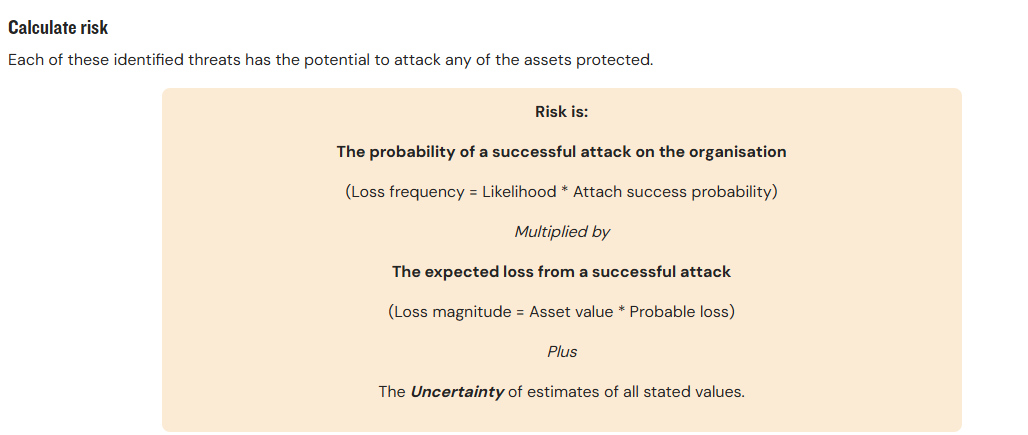 Calculate risk
Each of these identified threats has the potential to attack any of the assets protected.
Risk is:
The probability of a successful attack on the organisation
(Loss frequency = Likelihood * Attach success probability)
Multiplied by
The expected loss from a successful attack
(Loss magnitude = Asset value * Probable loss)
Plus
The Uncertainty of estimates of all stated values.